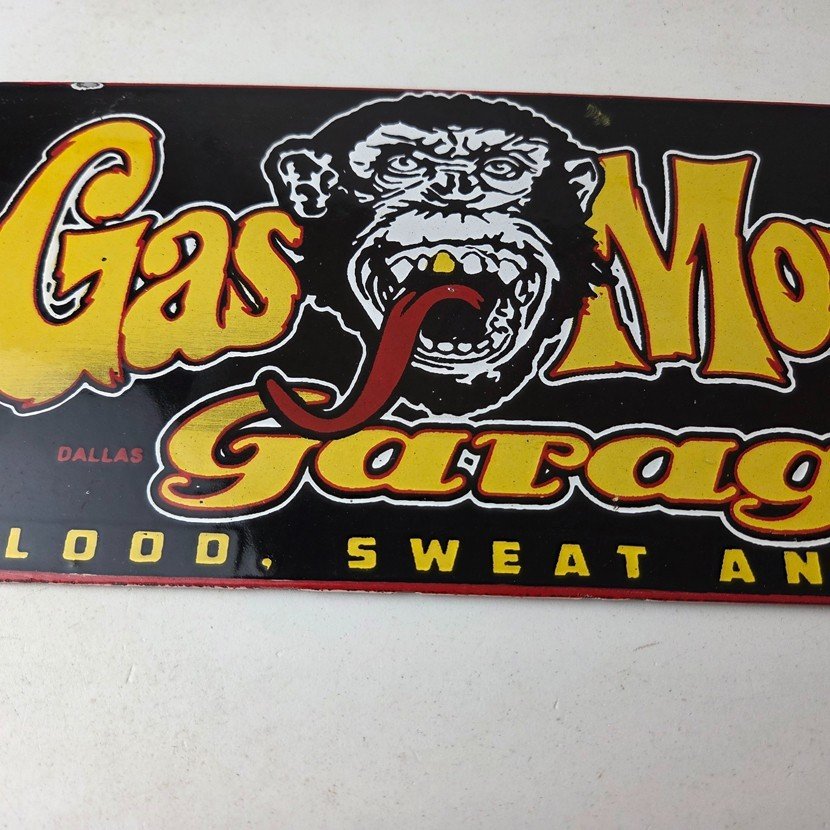 Gas Mo
DALLAS
Garag
LOOD, SWEAT AN